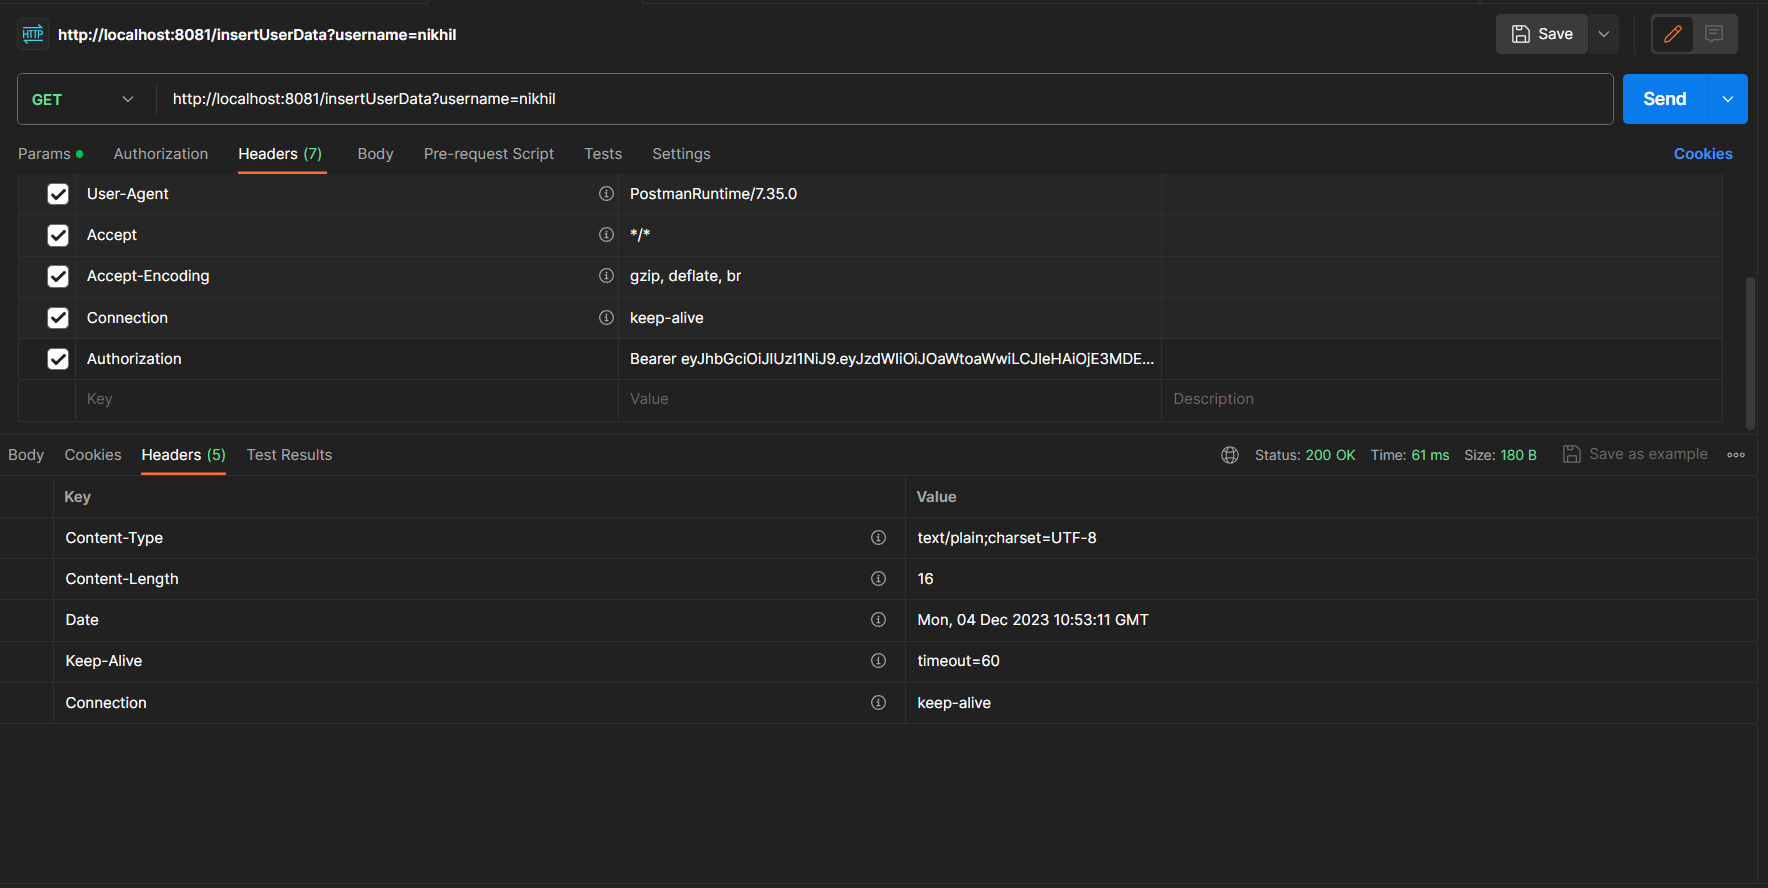 HTTP http://localhost:8081/insertUserData?username=nikhil Save
GET http://localhost:8081/insertUserData?username=nikhil Send
Params Authorization Headers (7) Body Pre-request Script Tests Settings Cookies
User-Agent PostmanRuntime/7.35.0
Accept */*
Accept-Encoding gzip, deflate, br
Connection keep-alive
Authorization Bearer eyJhbGciOiJIUzI1NiJ9.eyJzdWIiOiJOaWtoaWwiLCJleHAiOjE3MDE...
Key Value Description
Body Cookies Headers (5) Test Results Status: 200 OK Time: 61 ms Size: 180 B Save as example
Key Value
Content-Type text/plain;charset=UTF-8
Content-Length 16
Date Mon, 04 Dec 2023 10:53:11 GMT
Keep-Alive timeout=60
Connection keep-alive